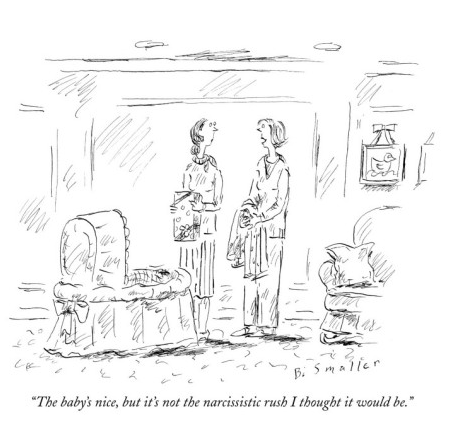 B. Smaller
“The baby’s nice, but it’s not the narcissistic rush I thought it would be.”